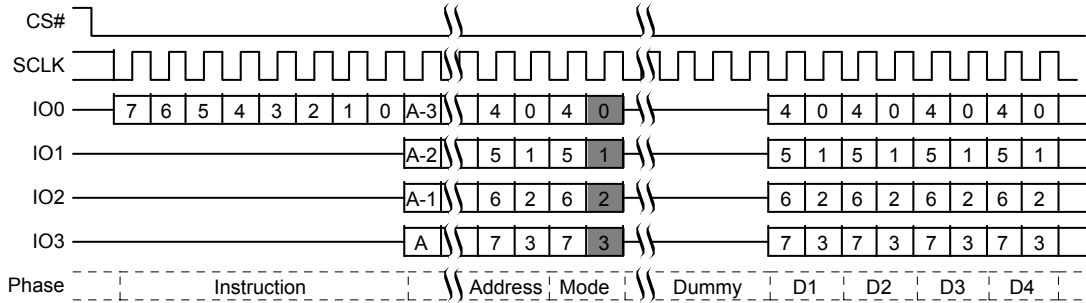 CS#
SCLK
IO0 7 6 5 4 3 2 1 0 A-3 4 0 4 0 4 0 4 0 4 0 4 0
IO1 A-2 5 1 5 1 5 1 5 1 5 1 5 1
IO2 A-1 6 2 6 2 6 2 6 2 6 2 6 2
IO3 A 7 3 7 3 7 3 7 3 7 3 7 3
Phase Instruction Address Mode Dummy D1 D2 D3 D4